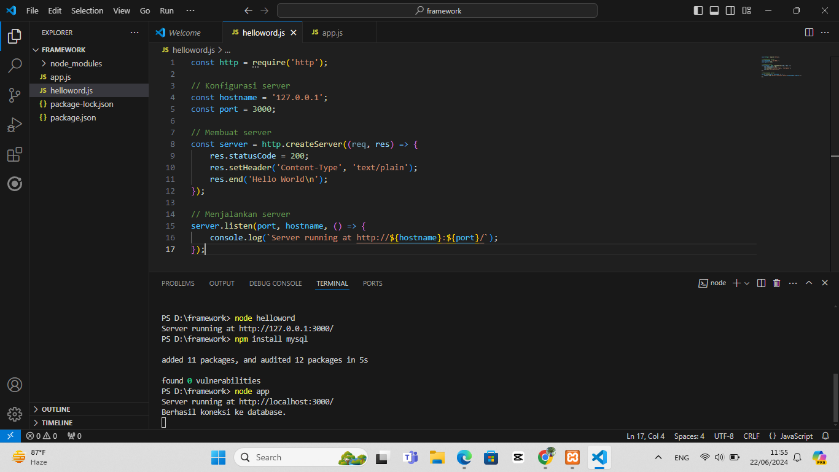 File Edit Selection View Go Run ···
framework
EXPLORER ···
Welcome
JS helloword.js
JS app.js
FRAMEWORK
node_modules
JS app.js
JS helloword.js
{} package-lock.json
{} package.json
OUTLINE
TIMELINE
JS helloword.js > ...
1 const http = require('http');
2
3 // Konfigurasi server
4 const hostname = '127.0.0.1';
5 const port = 3000;
6
7 // Membuat server
8 const server = http.createServer((req, res) => {
9 res.statusCode = 200;
10 res.setHeader('Content-Type', 'text/plain');
11 res.end('Hello World\n');
12 });
13
14 // Menjalankan server
15 server.listen(port, hostname, () => {
16 console.log(`Server running at http://${hostname}:${port}/`);
17 });
PROBLEMS OUTPUT DEBUG CONSOLE TERMINAL PORTS
node
PS D:\framework> node helloword
Server running at http://127.0.0.1:3000/
PS D:\framework> npm install mysql
added 11 packages, and audited 12 packages in 5s
found 0 vulnerabilities
PS D:\framework> node app
Server running at http://localhost:3000/
Berhasil koneksi ke database.
0 0 0
Ln 17, Col 4 Spaces: 4 UTF-8 CRLF {} JavaScript
87°F
Haze
Search
ENG
11:55
22/06/2024